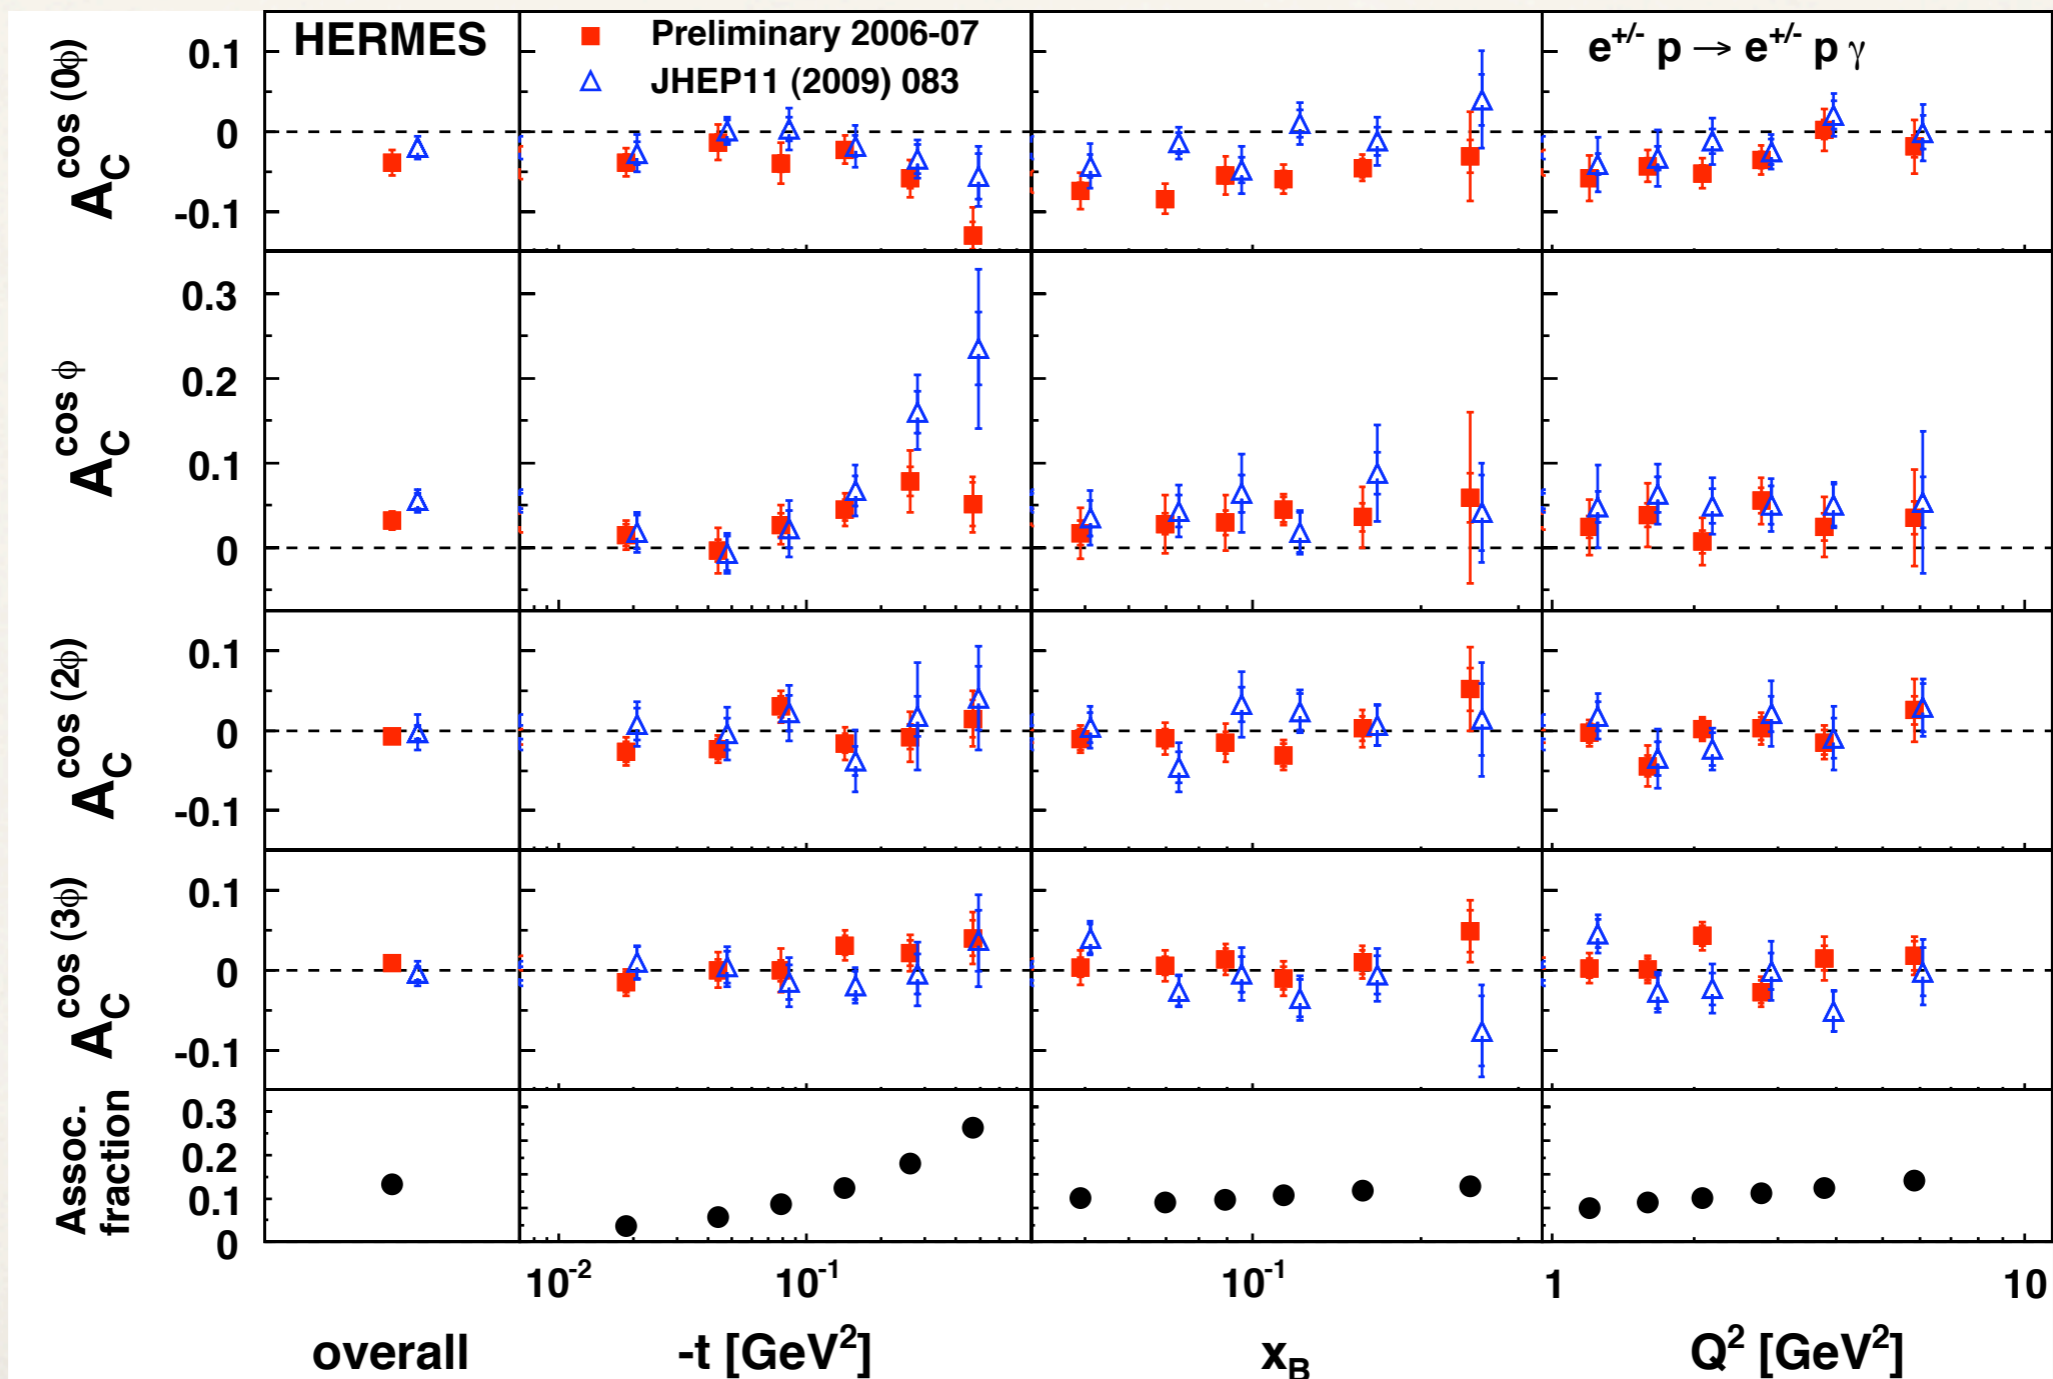 HERMES
Preliminary 2006-07
JHEP11 (2009) 083
e+/- p → e+/- p γ
A_C^cos (0ϕ)
0.1
0
-0.1
A_C^cos ϕ
0.3
0.2
0.1
0
A_C^cos (2ϕ)
0.1
0
-0.1
A_C^cos (3ϕ)
0.1
0
-0.1
Assoc.
fraction
0.3
0.2
0.1
0
10^-2 10^-1 10^-1 1 10
overall -t [GeV^2] x_B Q^2 [GeV^2]